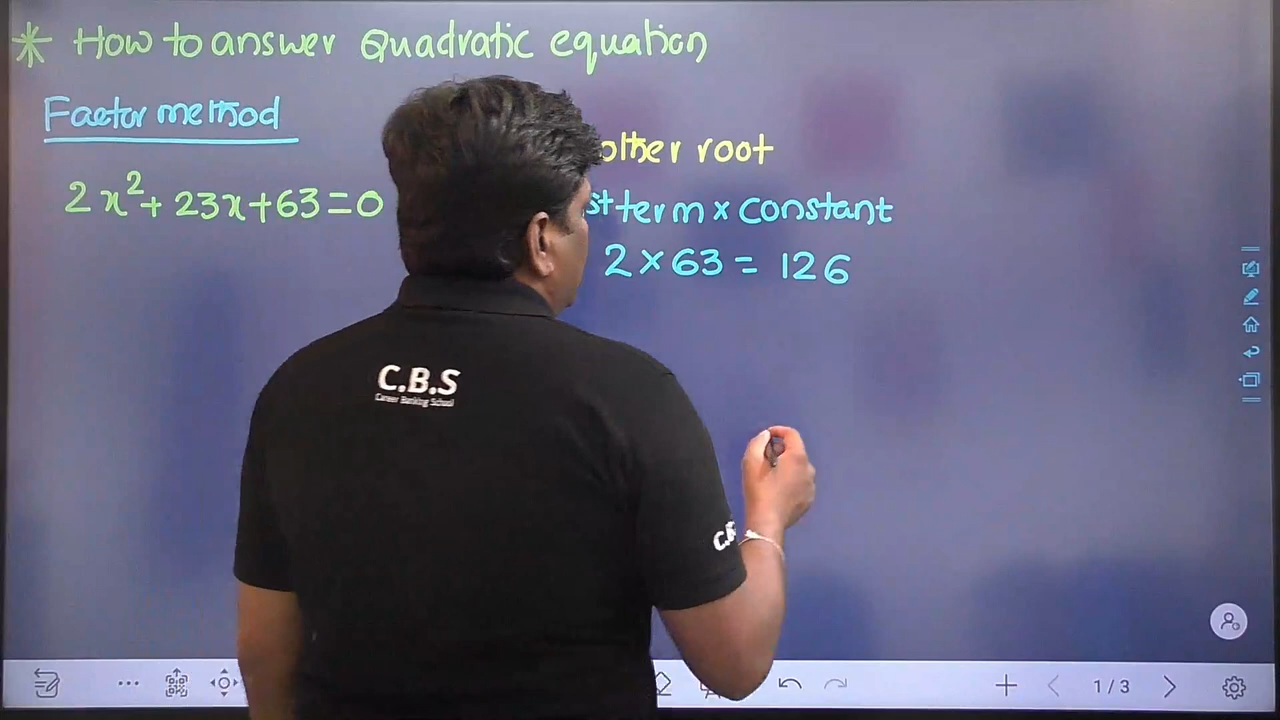 * How to answer Quadratic equation
Factor method
other root
2x²+ 23x+63=0
st term x constant
2 x 63 = 126
C.B.S
Career Banking School
C.B
1/3